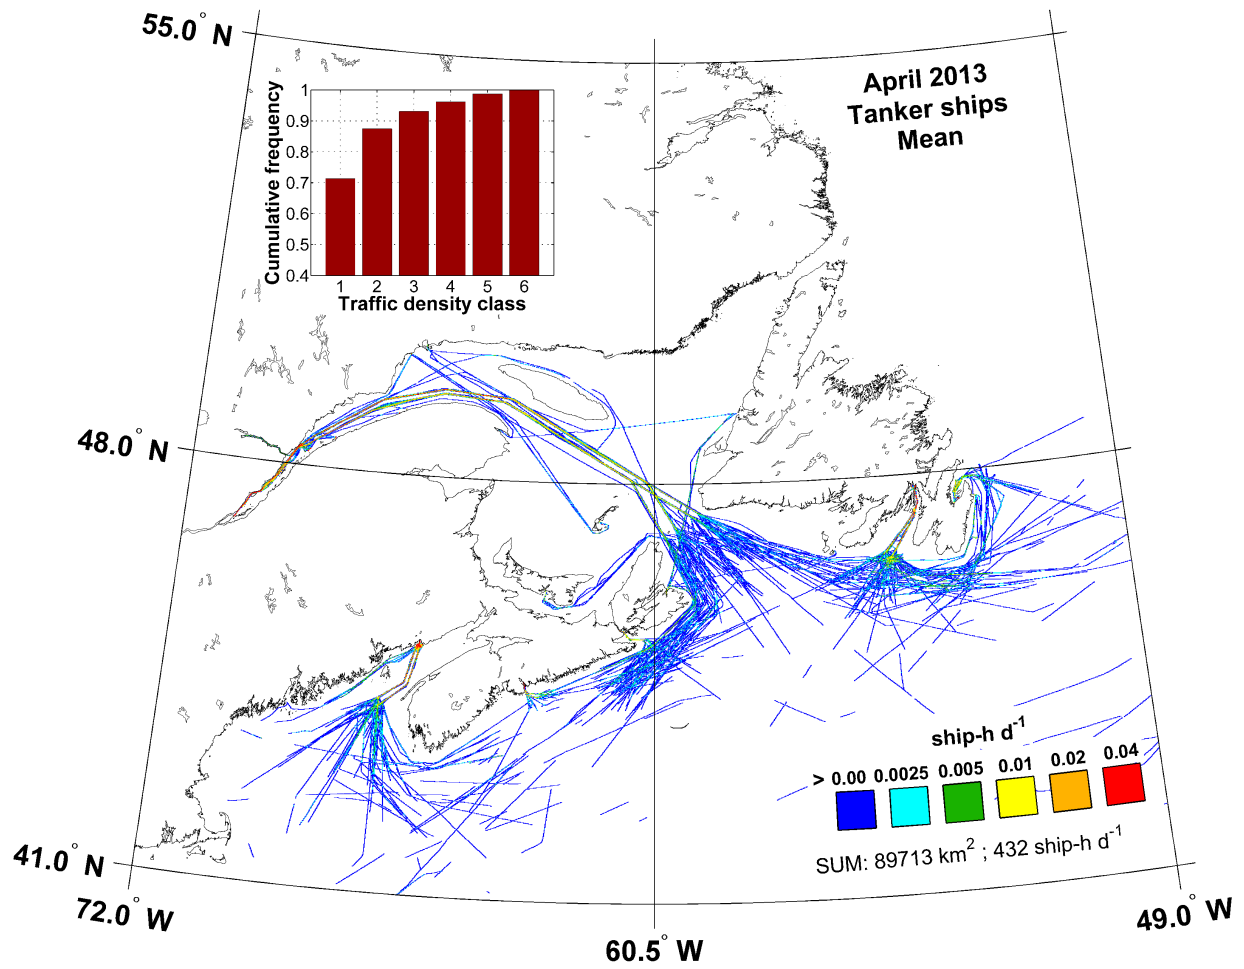 55.0° N
April 2013
Tanker ships
Mean
Cumulative frequency
1
0.9
0.8
0.7
0.6
0.5
0.4
1 2 3 4 5 6
Traffic density class
48.0° N
ship-h d⁻¹
> 0.00 0.0025 0.005 0.01 0.02 0.04
SUM: 89713 km² ; 432 ship-h d⁻¹
41.0° N
72.0° W
60.5° W
49.0° W